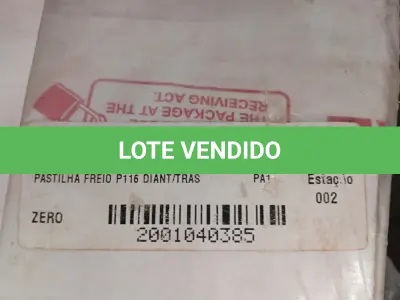 THE PACKAGE AT THE
RECEIVING ACT.
LOTE VENDIDO
PASTILHA FREIO P116 DIANT/TRAS PA1 Estação
002
ZERO
2001040385